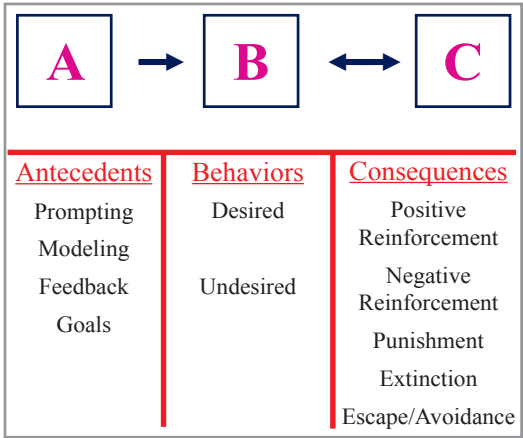 A B C
Antecedents
Prompting
Modeling
Feedback
Goals
Behaviors
Desired
Undesired
Consequences
Positive
Reinforcement
Negative
Reinforcement
Punishment
Extinction
Escape/Avoidance